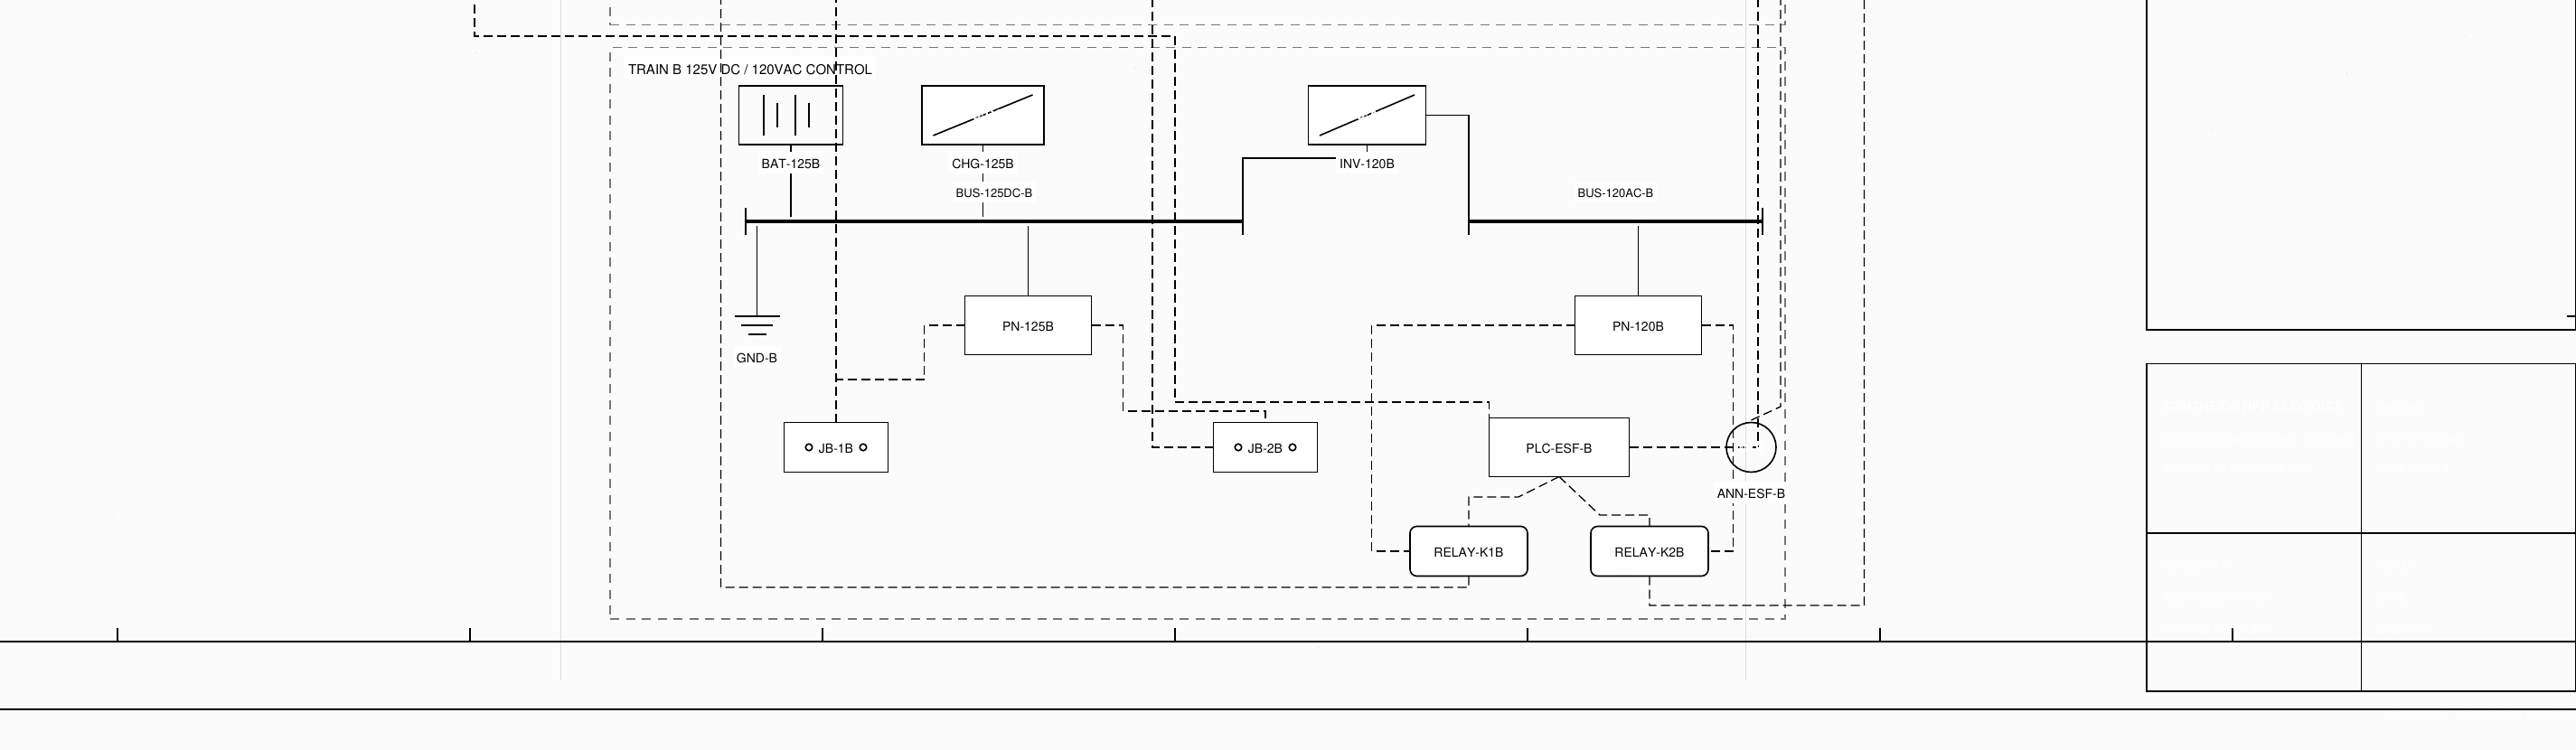 TRAIN B 125V DC / 120VAC CONTROL
BAT-125B
CHG-125B
INV-120B
BUS-125DC-B
BUS-120AC-B
PN-125B
PN-120B
GND-B
JB-1B
JB-2B
PLC-ESF-B
ANN-ESF-B
RELAY-K1B
RELAY-K2B